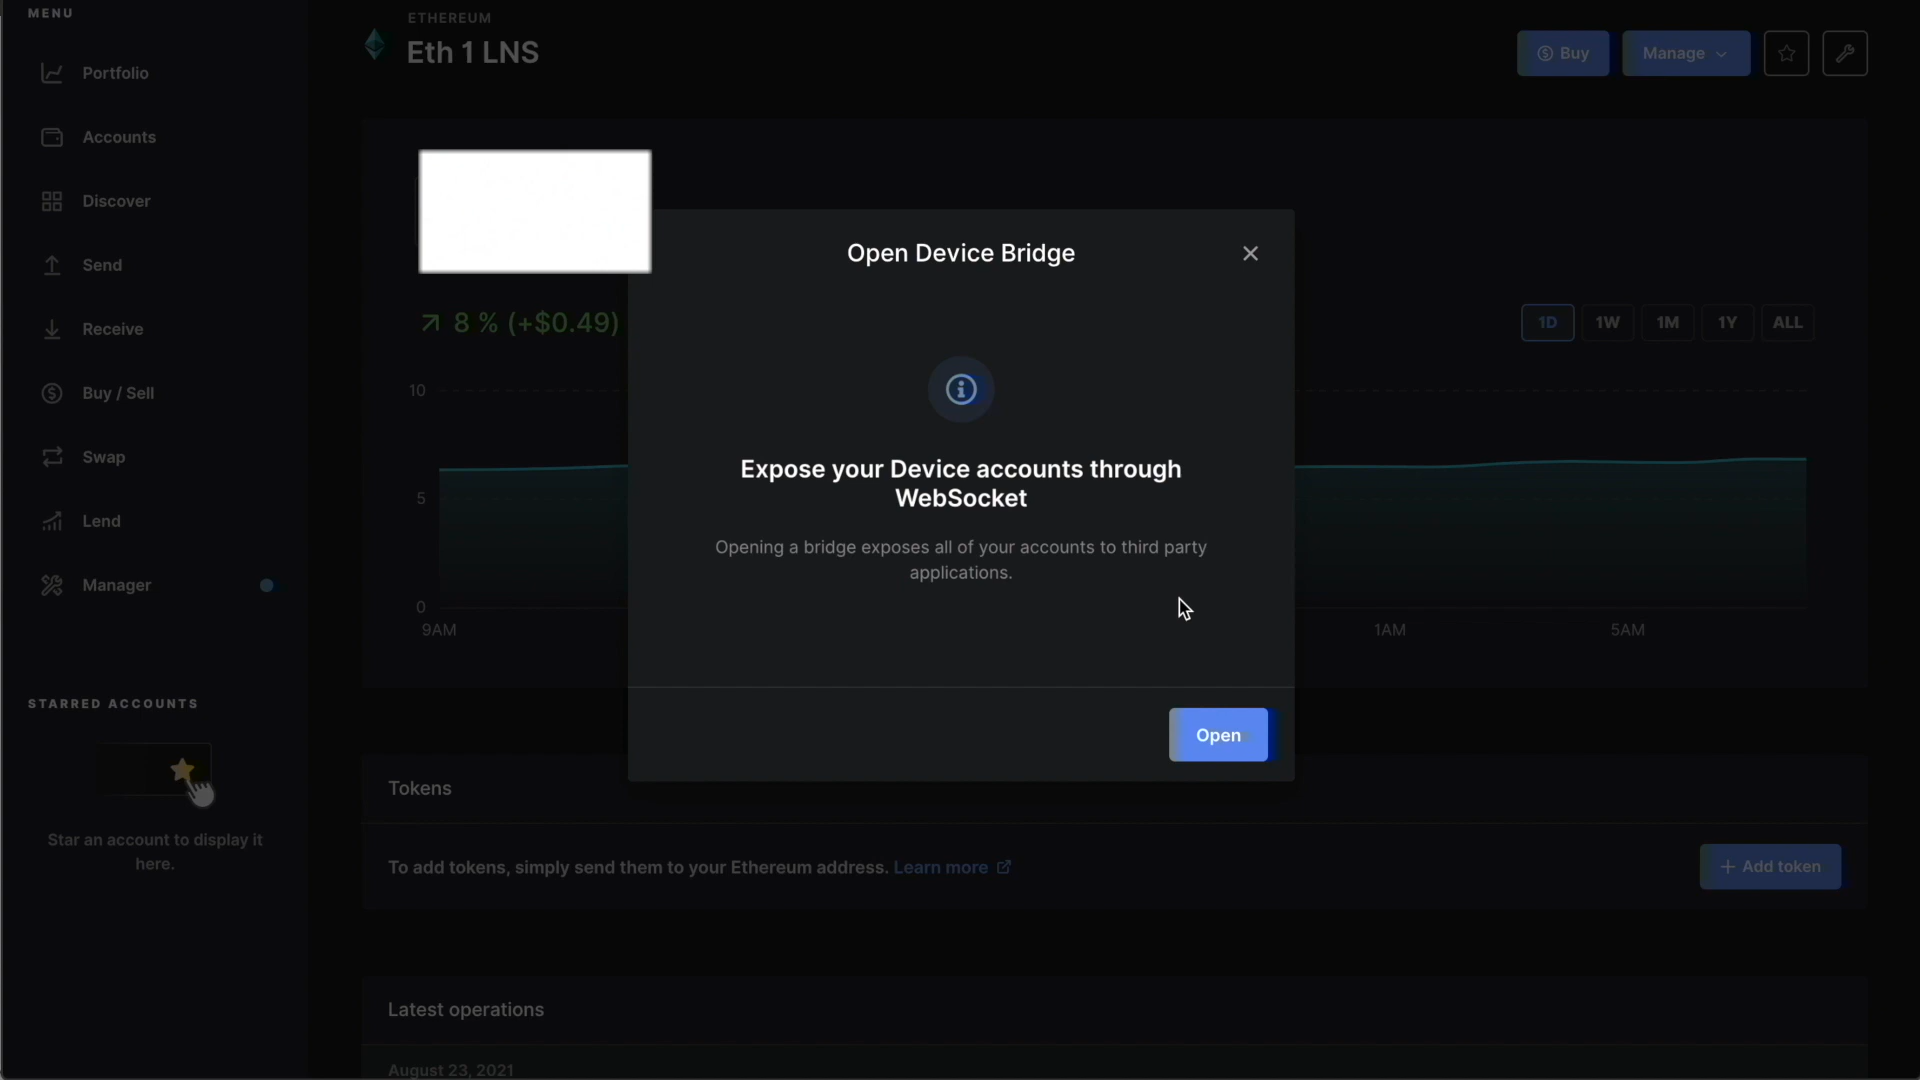 MENU
Portfolio
Accounts
Discover
Send
Receive
Buy / Sell
Swap
Lend
Manager
STARRED ACCOUNTS
Star an account to display it
here.
ETHEREUM
Eth 1 LNS
Buy
Manage
8 % (+$0.49)
1D
1W
1M
1Y
ALL
10
5
0
9AM
1AM
5AM
Open Device Bridge
Expose your Device accounts through
WebSocket
Opening a bridge exposes all of your accounts to third party
applications.
Open
Tokens
To add tokens, simply send them to your Ethereum address. Learn more
+ Add token
Latest operations
August 23, 2021